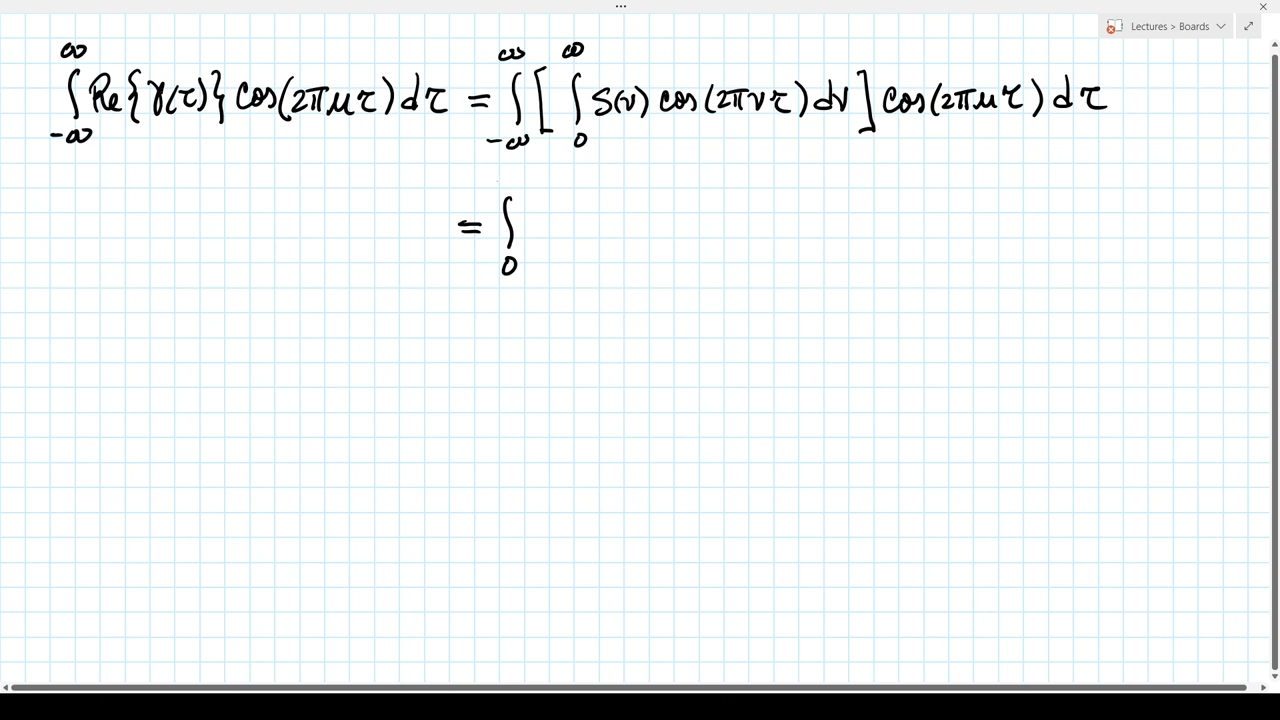 Lectures > Boards
∫_{-∞}^{∞} Re{γ(τ)} cos(2πμτ) dτ = ∫_{-∞}^{∞} [ ∫_{0}^{∞} S(ν) cos(2πντ) dν ] cos(2πμτ) dτ
= ∫_{0}